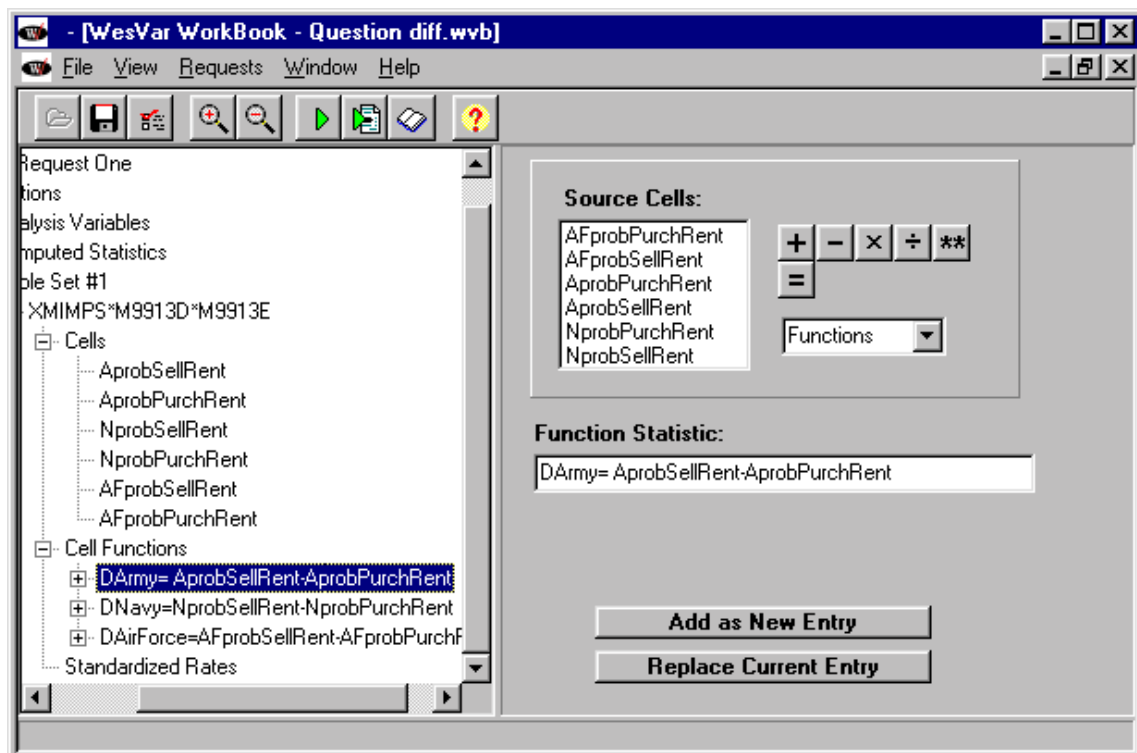 - [WesVar WorkBook - Question diff.wvb]
File View Requests Window Help
Request One
tions
alysis Variables
mputed Statistics
ble Set #1
XMIMPS*M9913D*M9913E
Cells
AprobSellRent
AprobPurchRent
NprobSellRent
NprobPurchRent
AFprobSellRent
AFprobPurchRent
Cell Functions
DArmy= AprobSellRent-AprobPurchRent
DNavy=NprobSellRent-NprobPurchRent
DAirForce=AFprobSellRent-AFprobPurchF
Standardized Rates
Source Cells:
AFprobPurchRent
AFprobSellRent
AprobPurchRent
AprobSellRent
NprobPurchRent
NprobSellRent
+ - × ÷ **
=
Functions
Function Statistic:
DArmy= AprobSellRent-AprobPurchRent
Add as New Entry
Replace Current Entry